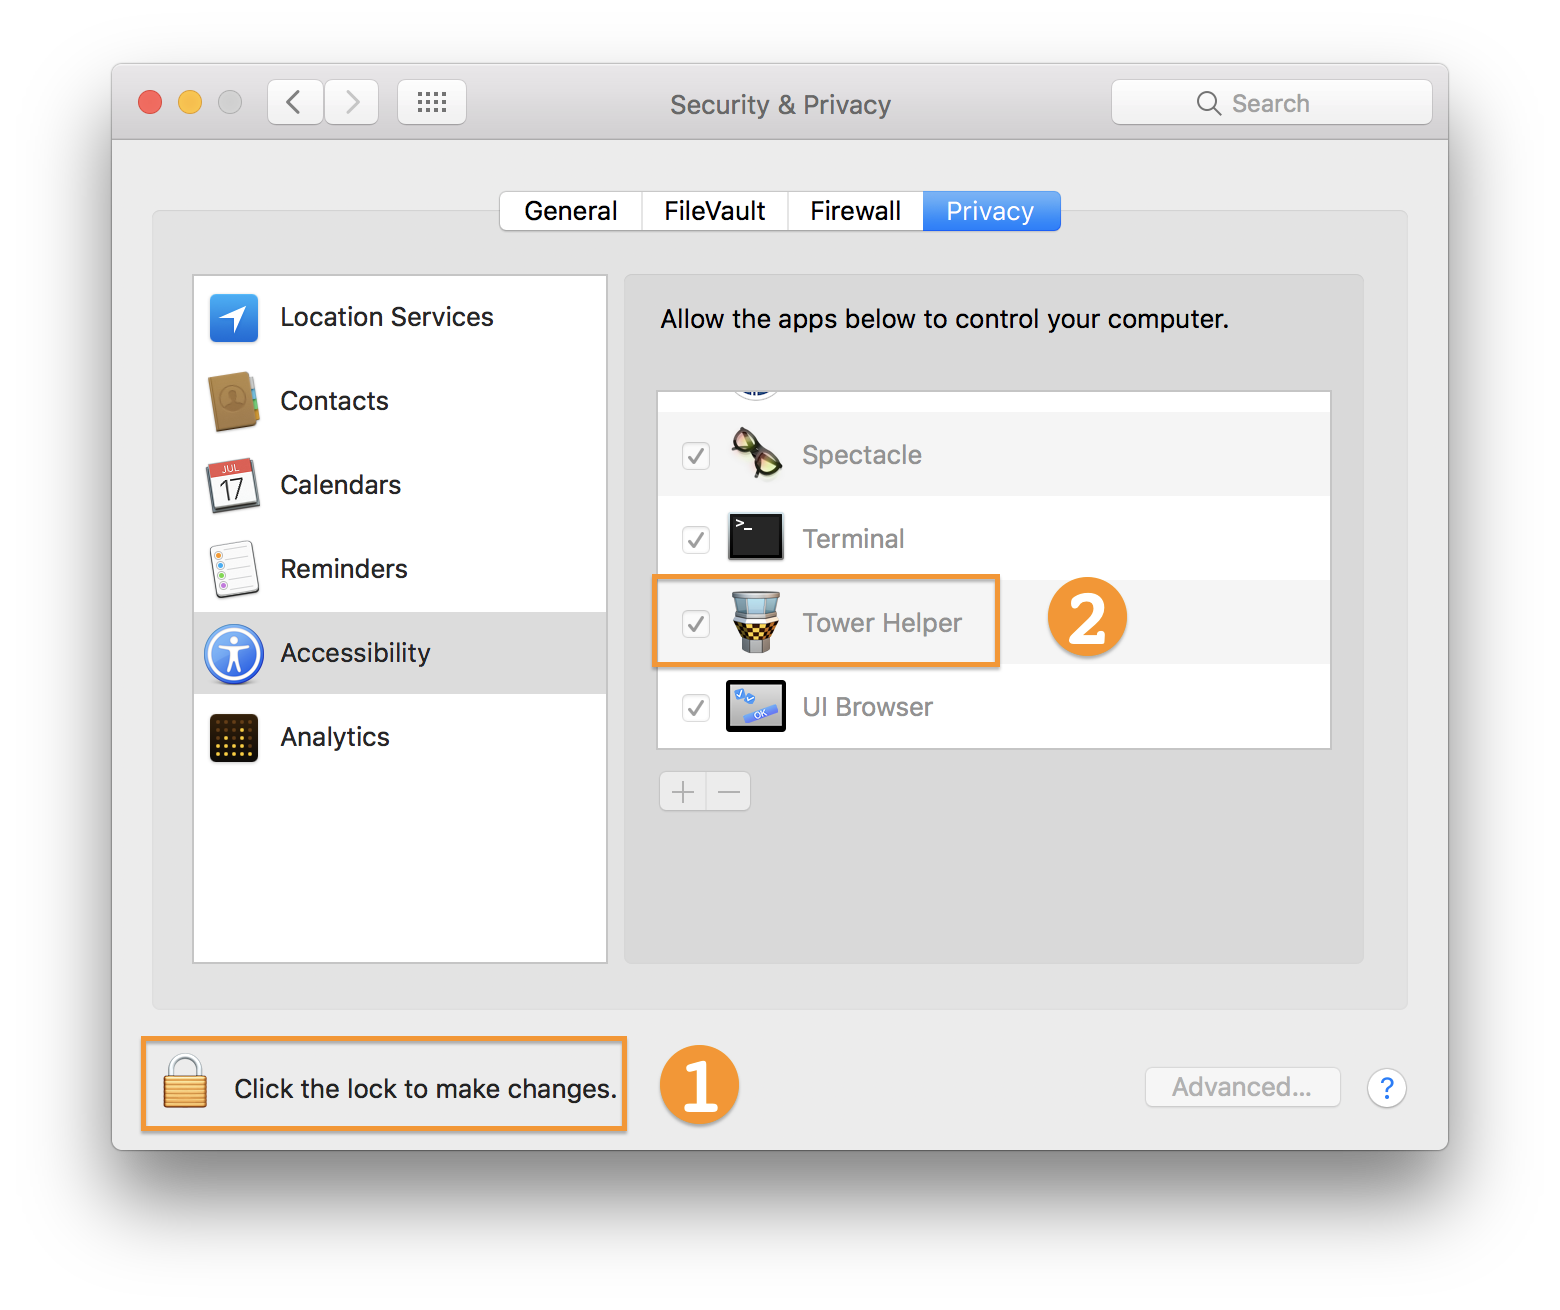 Security & Privacy
Search
General
FileVault
Firewall
Privacy
Location Services
Contacts
JUL
17
Calendars
Reminders
Accessibility
Analytics
Allow the apps below to control your computer.
Spectacle
>_
Terminal
Tower Helper
2
OK
UI Browser
Click the lock to make changes.
1
Advanced...
?